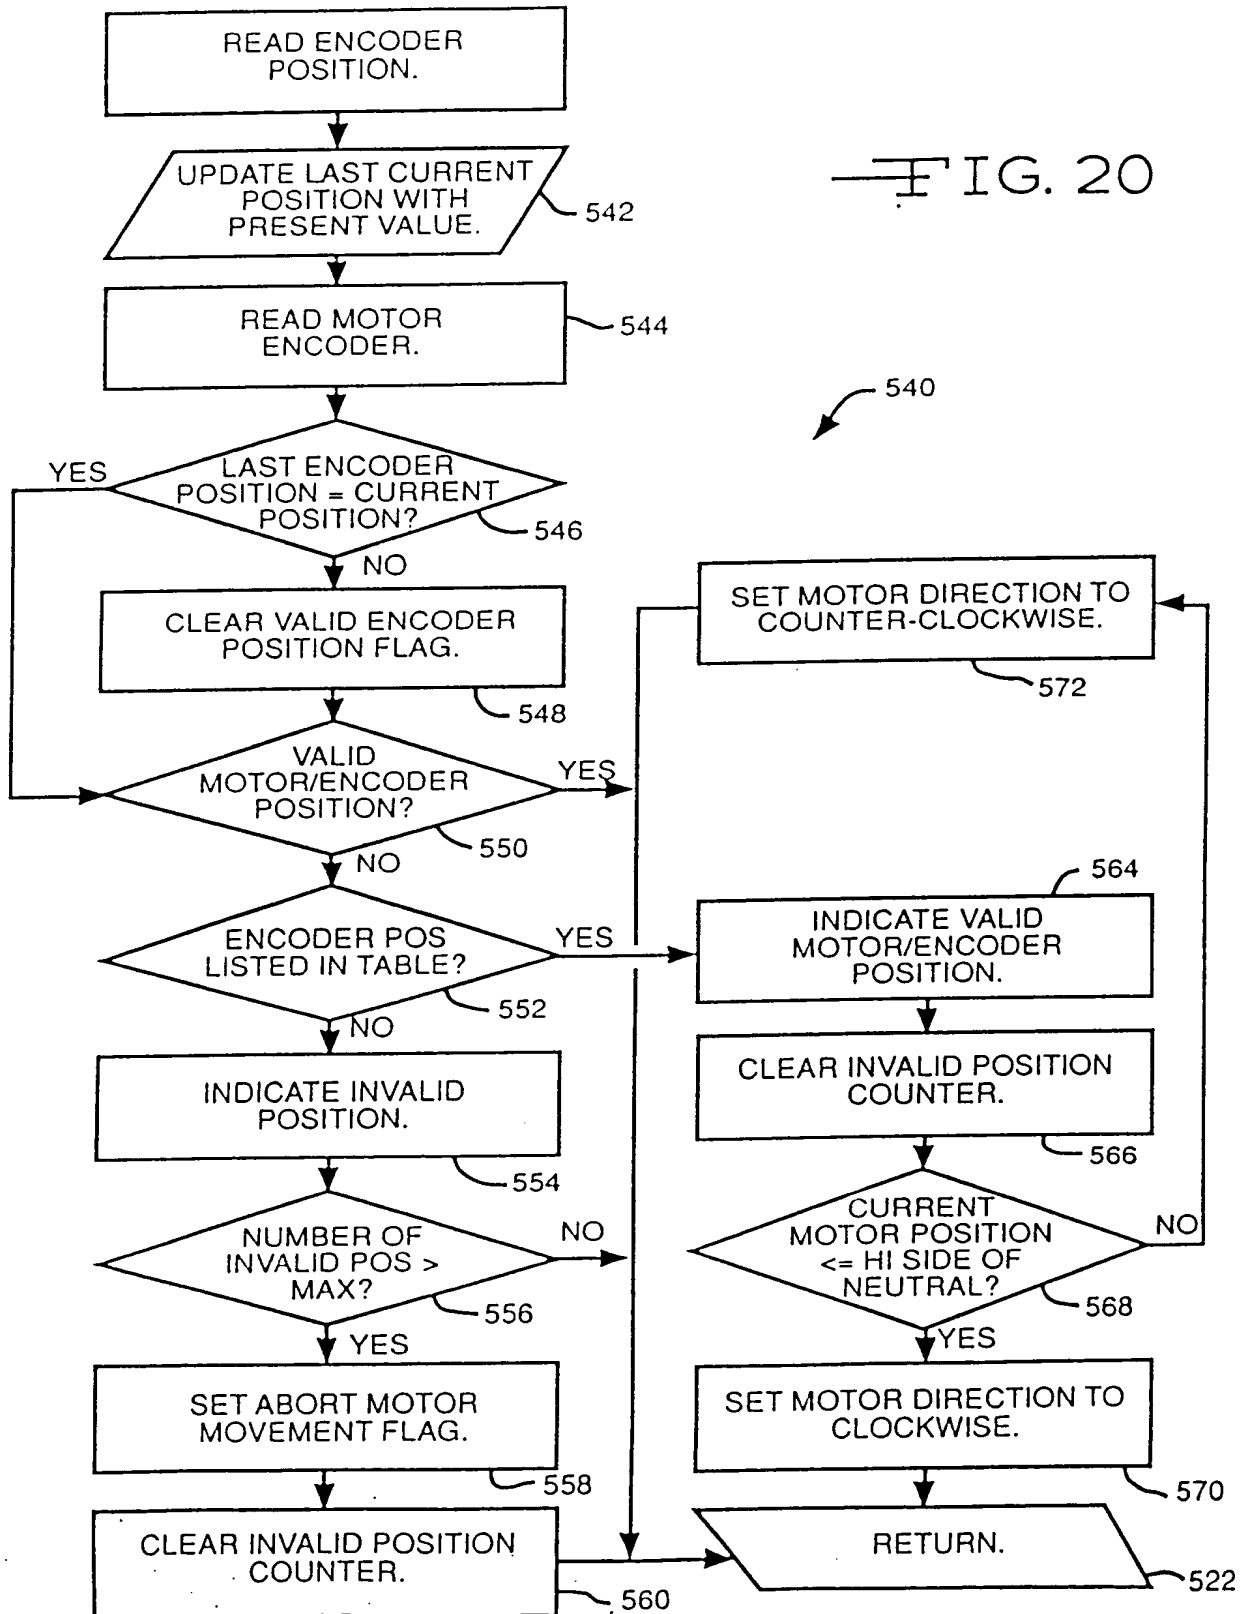 READ ENCODER
POSITION.
FIG. 20
UPDATE LAST CURRENT
POSITION WITH
PRESENT VALUE.
542
READ MOTOR
ENCODER.
544
540
YES
LAST ENCODER
POSITION = CURRENT
POSITION?
546
NO
CLEAR VALID ENCODER
POSITION FLAG.
548
SET MOTOR DIRECTION TO
COUNTER-CLOCKWISE.
572
VALID
MOTOR/ENCODER
POSITION?
YES
550
NO
ENCODER POS
LISTED IN TABLE?
YES
552
NO
564
INDICATE VALID
MOTOR/ENCODER
POSITION.
INDICATE INVALID
POSITION.
554
CLEAR INVALID POSITION
COUNTER.
566
NUMBER OF
INVALID POS >
MAX?
NO
556
YES
CURRENT
MOTOR POSITION
<= HI SIDE OF
NEUTRAL?
NO
568
YES
SET ABORT MOTOR
MOVEMENT FLAG.
558
SET MOTOR DIRECTION TO
CLOCKWISE.
570
CLEAR INVALID POSITION
COUNTER.
560
RETURN.
522